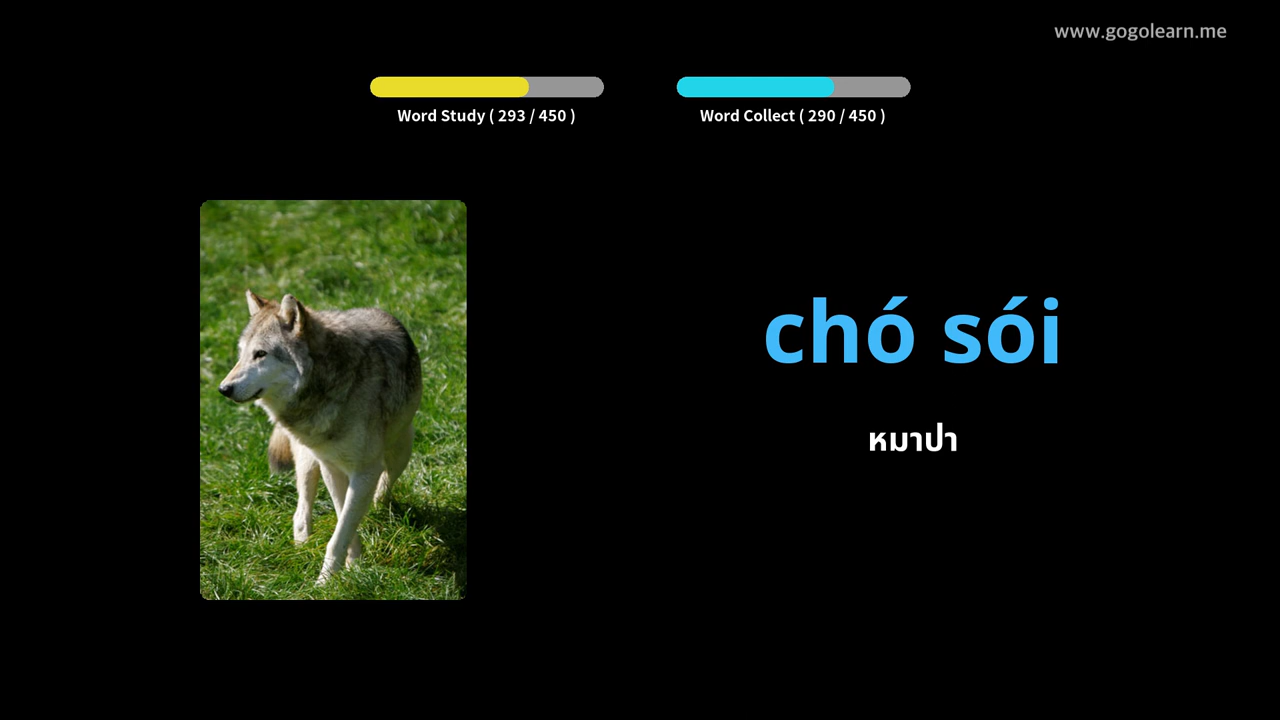 www.gogolearn.me
Word Study ( 293 / 450 )
Word Collect ( 290 / 450 )
chó sói
หมาป่า